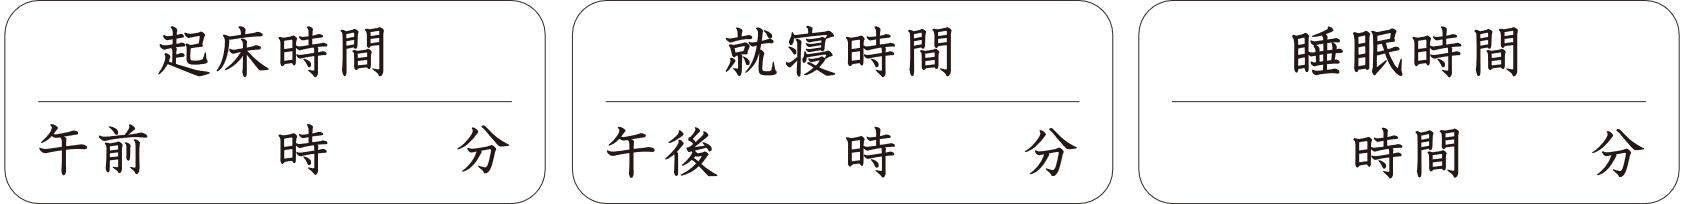 起床時間
午前 時 分
就寝時間
午後 時 分
睡眠時間
時間 分